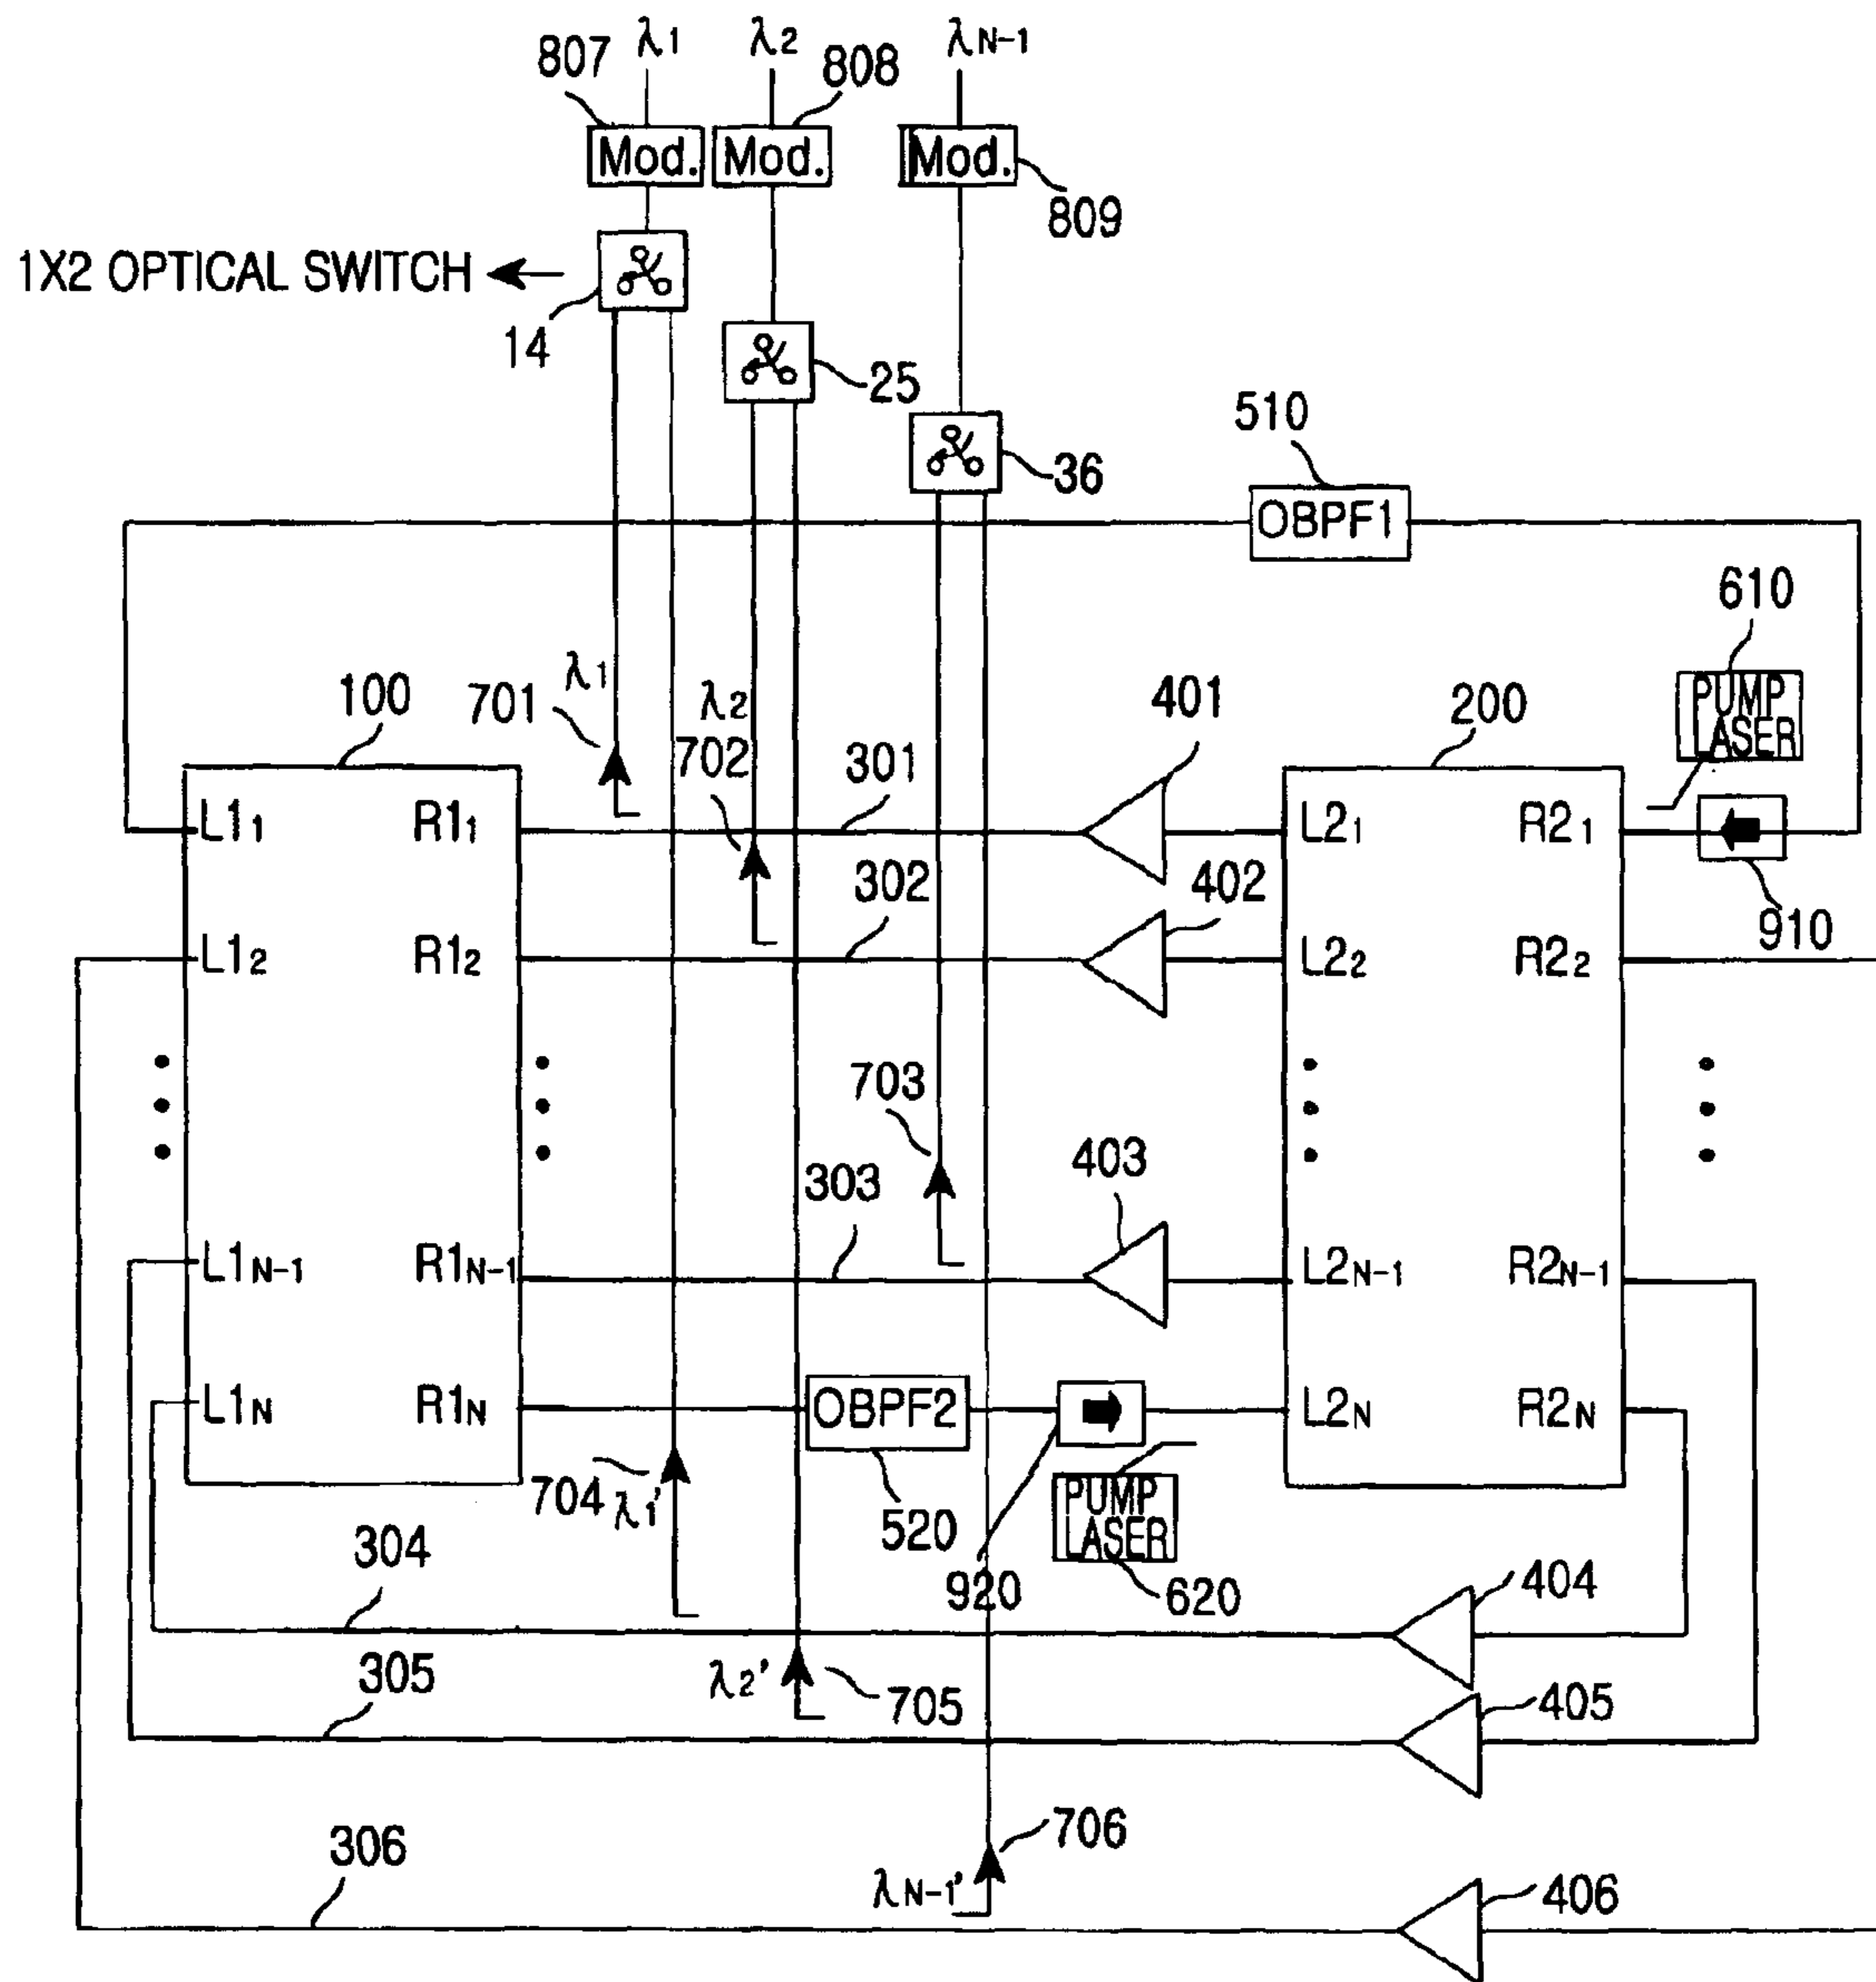 λ1 λ2 λN-1
807 808
Mod. Mod. Mod.
809
1X2 OPTICAL SWITCH
14
25
36
510
OBPF1
610
PUMP
LASER
λ1
701
100
λ2
702
401
200
301
L11 R11 L21 R21
302 402
910
L12 R12 L22 R22
703
403
303
L1N-1 R1N-1 L2N-1 R2N-1
L1N R1N OBPF2 L2N R2N
704 λ1' 520
PUMP
LASER
304
920 620
404
305
λ2' 705
405
306
706
λN-1'
406